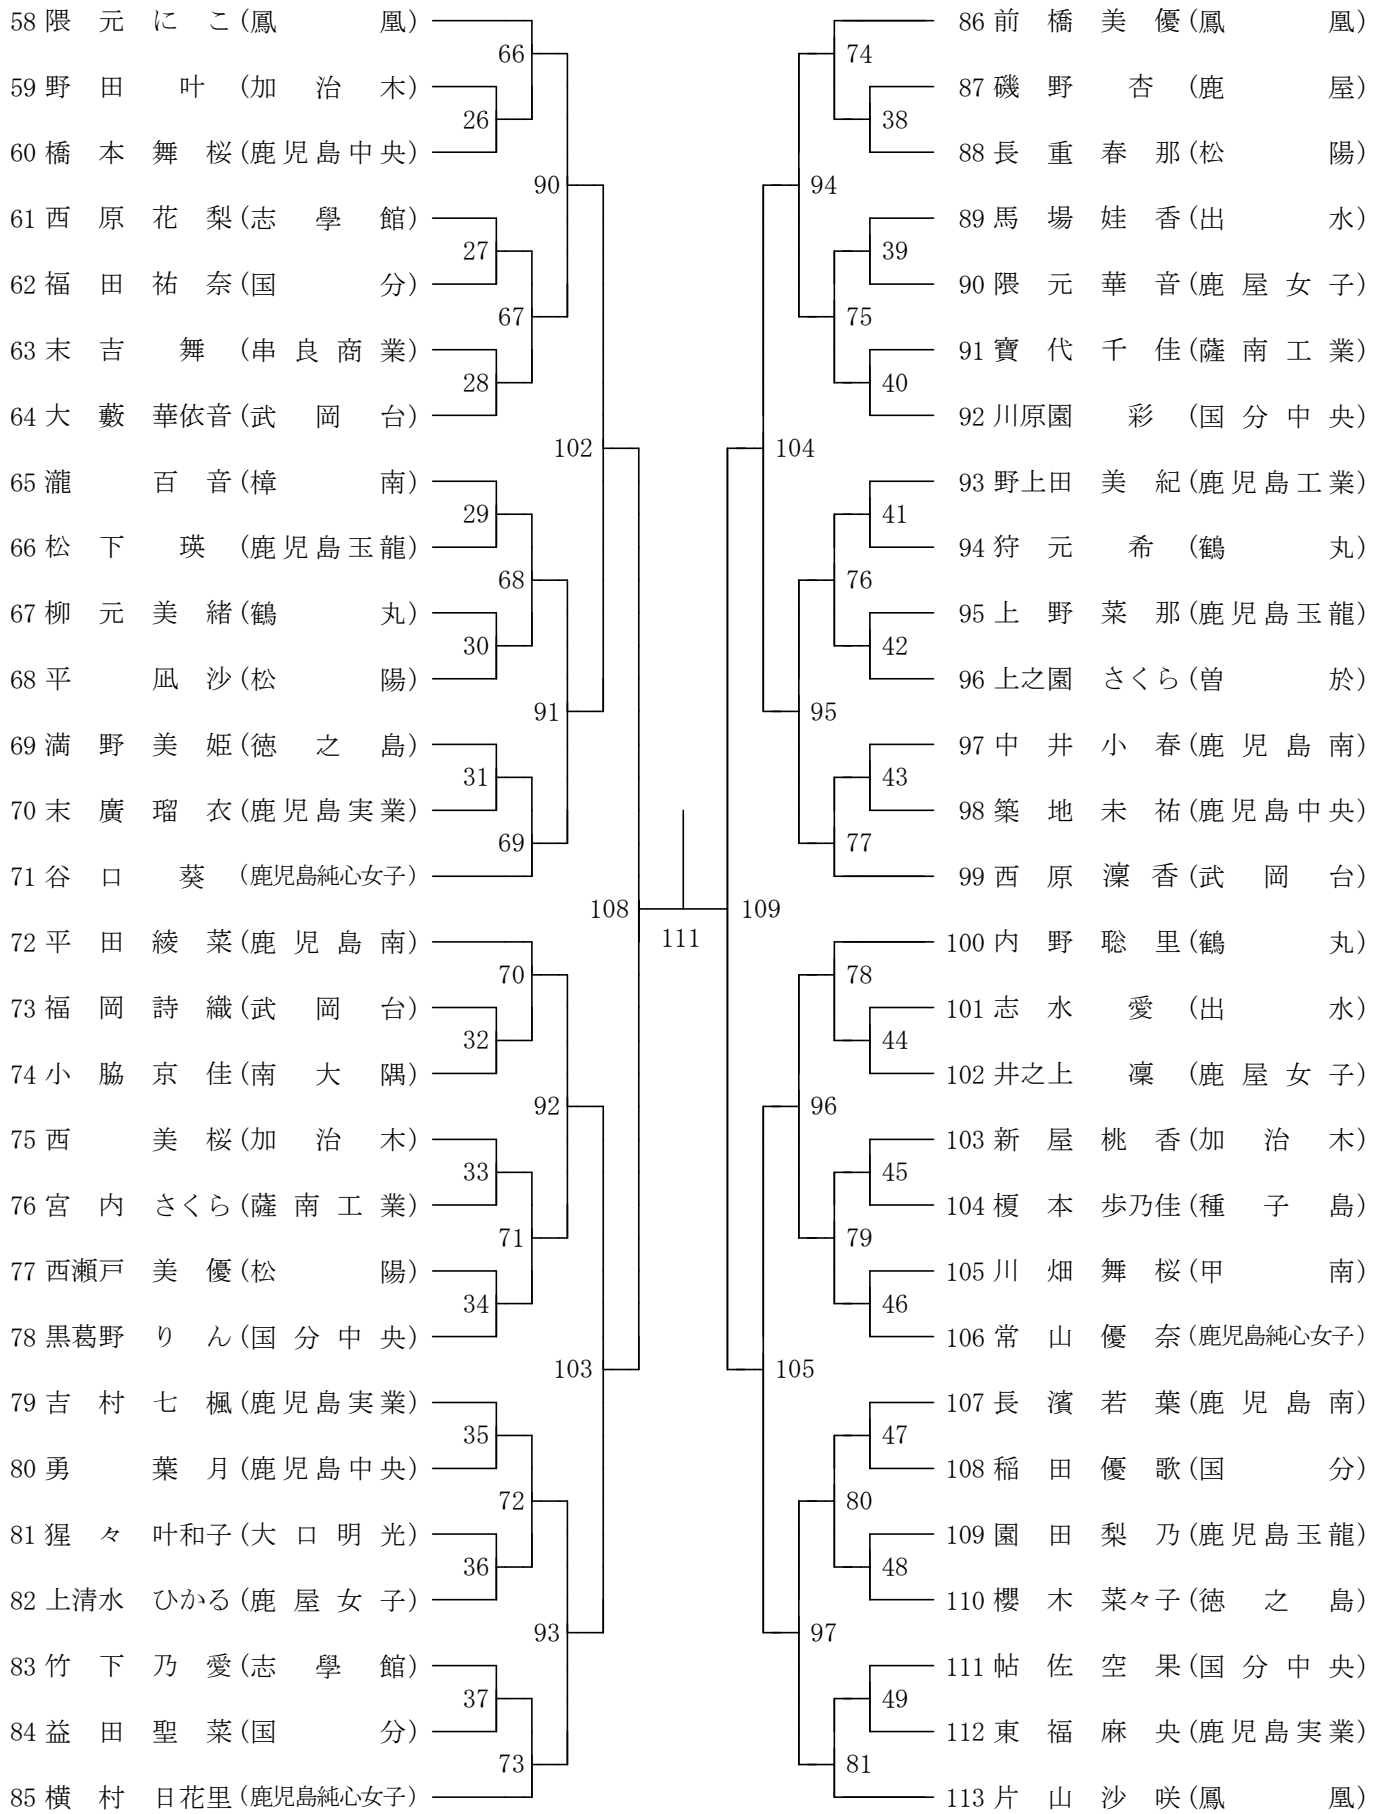 58 隈元 にこ (鳳凰)
59 野田 叶 (加治木)
60 橋本 舞桜 (鹿児島中央)
61 西原 花梨 (志學館)
62 福田 祐奈 (国分)
63 末吉 舞 (串良商業)
64 大藪 華依音 (武岡台)
65 瀧 百音 (樟南)
66 松下 瑛 (鹿児島玉龍)
67 柳元 美緒 (鶴丸)
68 平 凪沙 (松陽)
69 満野 美姫 (徳之島)
70 末廣 瑠衣 (鹿児島実業)
71 谷口 葵 (鹿児島純心女子)
72 平田 綾菜 (鹿児島南)
73 福岡 詩織 (武岡台)
74 小脇 京佳 (南大隅)
75 西 美桜 (加治木)
76 宮内 さくら (薩南工業)
77 西瀬戸 美優 (松陽)
78 黒葛野 りん (国分中央)
79 吉村 七楓 (鹿児島実業)
80 勇 葉月 (鹿児島中央)
81 猩々 叶和子 (大口明光)
82 上清水 ひかる (鹿屋女子)
83 竹下 乃愛 (志學館)
84 益田 聖菜 (国分)
85 横村 日花里 (鹿児島純心女子)
66
26
90
27
67
28
102
29
68
30
91
31
69
108
70
32
92
33
71
34
103
35
72
36
93
37
73
111
74
38
94
39
75
40
104
41
76
42
95
43
77
109
78
44
96
45
79
46
105
47
80
48
97
49
81
86 前橋 美優 (鳳凰)
87 磯野 杏 (鹿屋)
88 長重 春那 (松陽)
89 馬場 娃香 (出水)
90 隈元 華音 (鹿屋女子)
91 寶代 千佳 (薩南工業)
92 川原園 彩 (国分中央)
93 野上田 美紀 (鹿児島工業)
94 狩元 希 (鶴丸)
95 上野 菜那 (鹿児島玉龍)
96 上之園 さくら (曽於)
97 中井 小春 (鹿児島南)
98 築地 未祐 (鹿児島中央)
99 西原 凜香 (武岡台)
100 内野 聡里 (鶴丸)
101 志水 愛 (出水)
102 井之上 凜 (鹿屋女子)
103 新屋 桃香 (加治木)
104 榎本 歩乃佳 (種子島)
105 川畑 舞桜 (甲南)
106 常山 優奈 (鹿児島純心女子)
107 長濱 若葉 (鹿児島南)
108 稲田 優歌 (国分)
109 園田 梨乃 (鹿児島玉龍)
110 櫻木 菜々子 (徳之島)
111 帖佐 空果 (国分中央)
112 東福 麻央 (鹿児島実業)
113 片山 沙咲 (鳳凰)